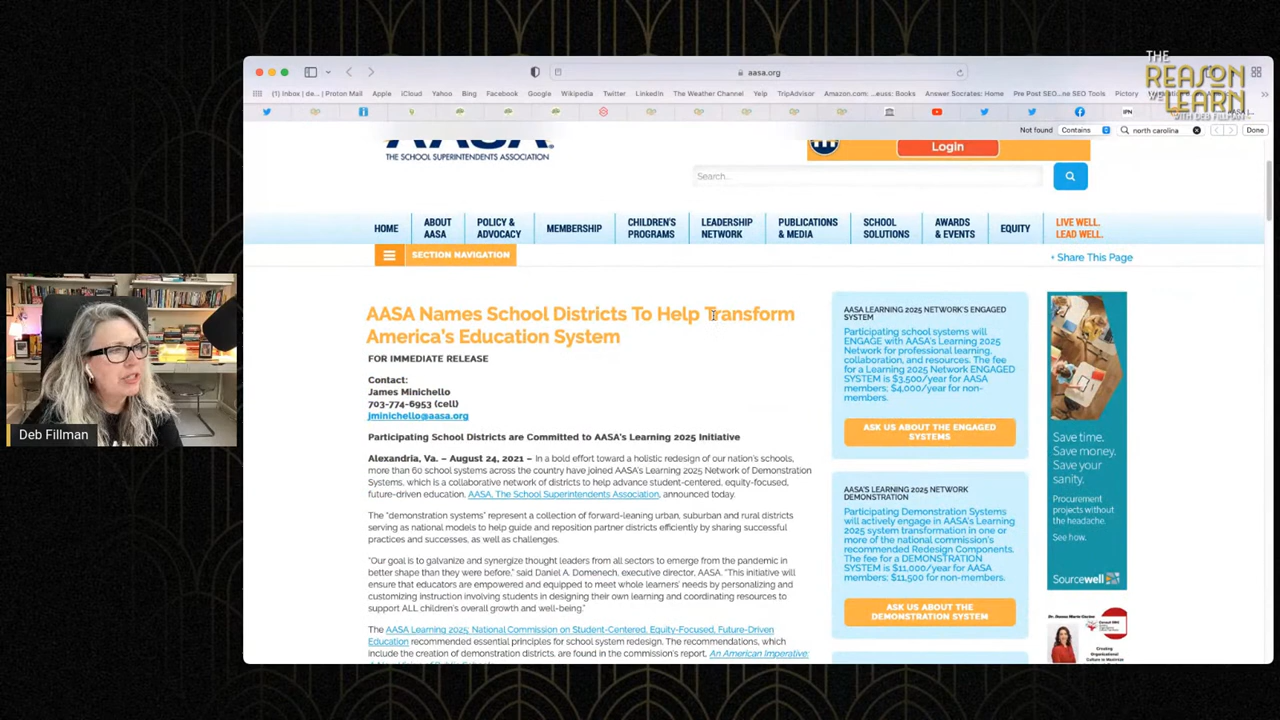 THE
REASON
WE
LEARN
WITH DEB FILLMAN
aasa.org
(1) Inbox | de... | Proton Mail Apple iCloud Yahoo Bing Facebook Google Wikipedia Twitter LinkedIn The Weather Channel Yelp TripAdvisor Amazon.com: ...euss: Books Answer Socrates: Home Pre Post SEO...ne SEO Tools Pictory
IPN
Not found Contains north carolina Done
AASA
THE SCHOOL SUPERINTENDENTS ASSOCIATION
Login
Search...
HOME
ABOUT
AASA
POLICY &
ADVOCACY
MEMBERSHIP
CHILDREN'S
PROGRAMS
LEADERSHIP
NETWORK
PUBLICATIONS
& MEDIA
SCHOOL
SOLUTIONS
AWARDS
& EVENTS
EQUITY
LIVE WELL.
LEAD WELL.
SECTION NAVIGATION
+ Share This Page
AASA Names School Districts To Help Transform
America's Education System
FOR IMMEDIATE RELEASE
Contact:
James Minichello
703-774-6953 (cell)
jminichello@aasa.org
Participating School Districts are Committed to AASA's Learning 2025 Initiative
Alexandria, Va. – August 24, 2021 – In a bold effort toward a holistic redesign of our nation's schools,
more than 60 school systems across the country have joined AASA's Learning 2025 Network of Demonstration
Systems, which is a collaborative network of districts to help advance student-centered, equity-focused,
future-driven education, AASA, The School Superintendents Association, announced today.
The "demonstration systems" represent a collection of forward-leaning urban, suburban and rural districts
serving as national models to help guide and reposition partner districts efficiently by sharing successful
practices and successes, as well as challenges.
"Our goal is to galvanize and synergize thought leaders from all sectors to emerge from the pandemic in
better shape than they were before," said Daniel A. Domenech, executive director, AASA. "This initiative will
ensure that educators are empowered and equipped to meet whole learners' needs by personalizing and
customizing instruction involving students in designing their own learning and coordinating resources to
support ALL children's overall growth and well-being."
The AASA Learning 2025: National Commission on Student-Centered, Equity-Focused, Future-Driven
Education recommended essential principles for school system redesign. The recommendations, which
include the creation of demonstration districts, are found in the commission's report, An American Imperative:
AASA LEARNING 2025 NETWORK'S ENGAGED
SYSTEM
Participating school systems will
ENGAGE with AASA's Learning 2025
Network for professional learning,
collaboration, and resources. The fee
for a Learning 2025 Network ENGAGED
SYSTEM is $3,500/year for AASA
members; $4,000/year for non-
members.
ASK US ABOUT THE ENGAGED
SYSTEMS
AASA'S LEARNING 2025 NETWORK
DEMONSTRATION
Participating Demonstration Systems
will actively engage in AASA's Learning
2025 system transformation in one or
more of the national commission's
recommended Redesign Components.
The fee for a DEMONSTRATION
SYSTEM is $11,000/year for AASA
members; $11,500 for non-members.
ASK US ABOUT THE
DEMONSTRATION SYSTEM
Save time.
Save money.
Save your
sanity.
Procurement
projects without
the headache.
See how.
Sourcewell
Creating
Organizational
Culture to Maximize
Deb Fillman